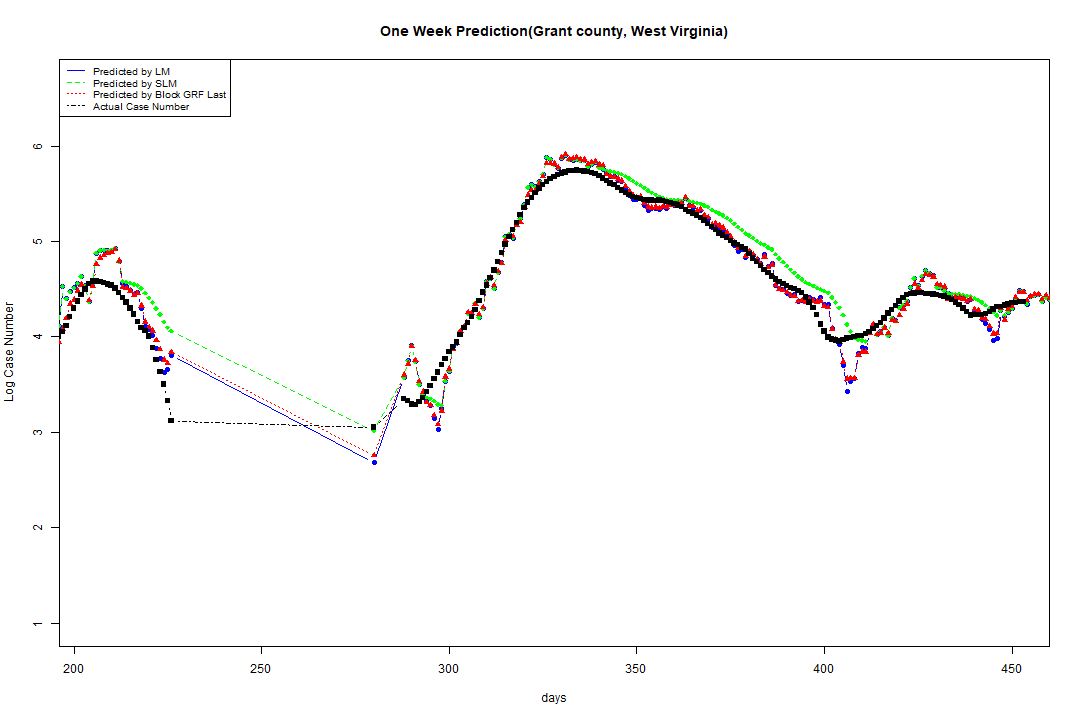 One Week Prediction(Grant county, West Virginia)
Predicted by LM
Predicted by SLM
Predicted by Block GRF Last
Actual Case Number
Log Case Number
6
5
4
3
2
1
200 250 300 350 400 450
days